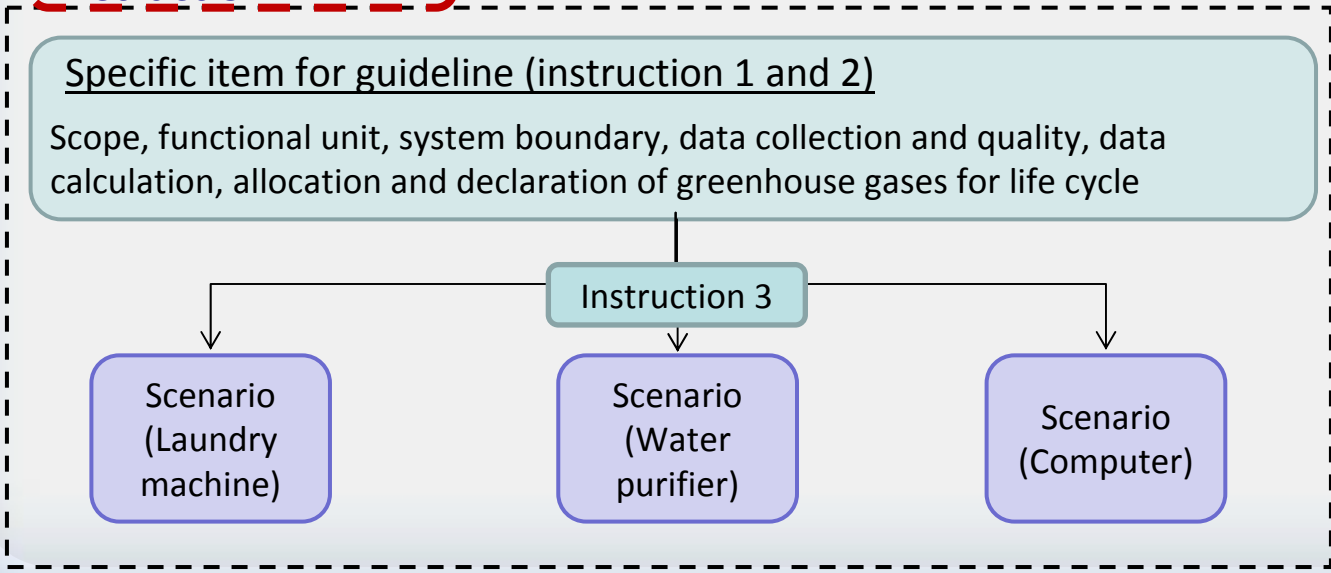 Specific item for guideline (instruction 1 and 2)
Scope, functional unit, system boundary, data collection and quality, data
calculation, allocation and declaration of greenhouse gases for life cycle
Instruction 3
Scenario
(Laundry
machine)
Scenario
(Water
purifier)
Scenario
(Computer)